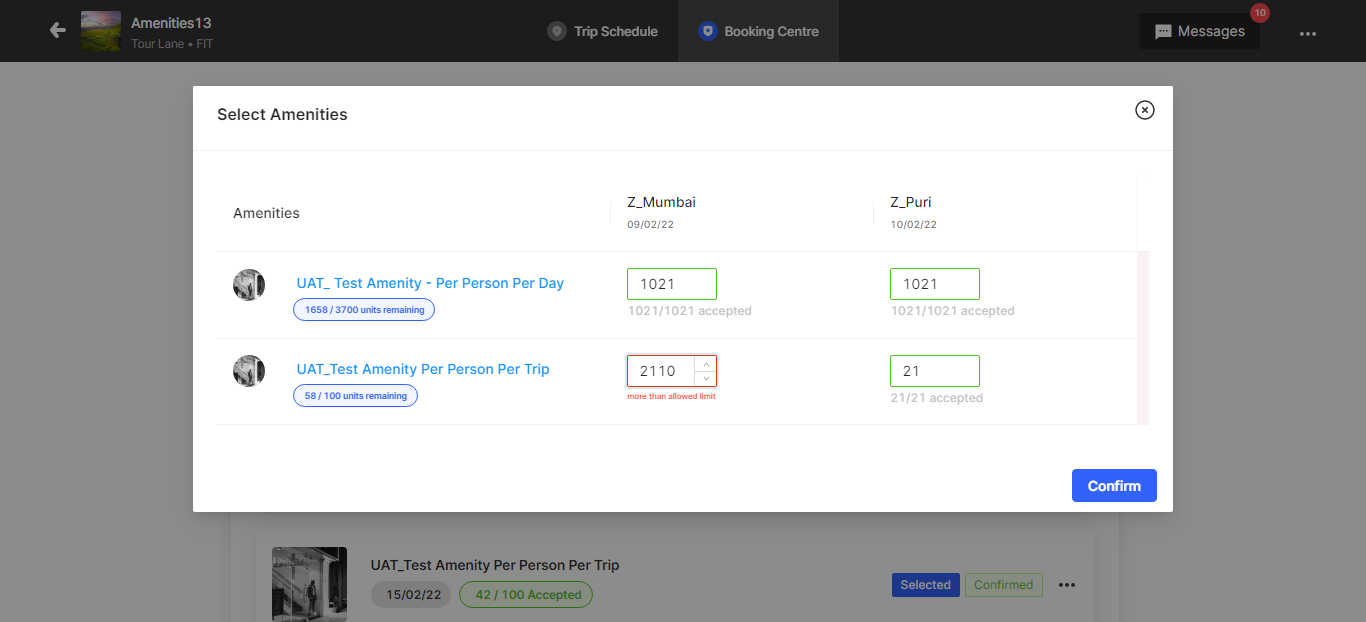 Amenities13
Tour Lane • FIT
Trip Schedule
Booking Centre
Messages
10
Select Amenities
Amenities
Z_Mumbai
09/02/22
Z_Puri
10/02/22
UAT_ Test Amenity - Per Person Per Day
1658 / 3700 units remaining
1021
1021/1021 accepted
1021
1021/1021 accepted
UAT_Test Amenity Per Person Per Trip
58 / 100 units remaining
2110
more than allowed limit
21
21/21 accepted
Confirm
UAT_Test Amenity Per Person Per Trip
15/02/22
42 / 100 Accepted
Selected
Confirmed